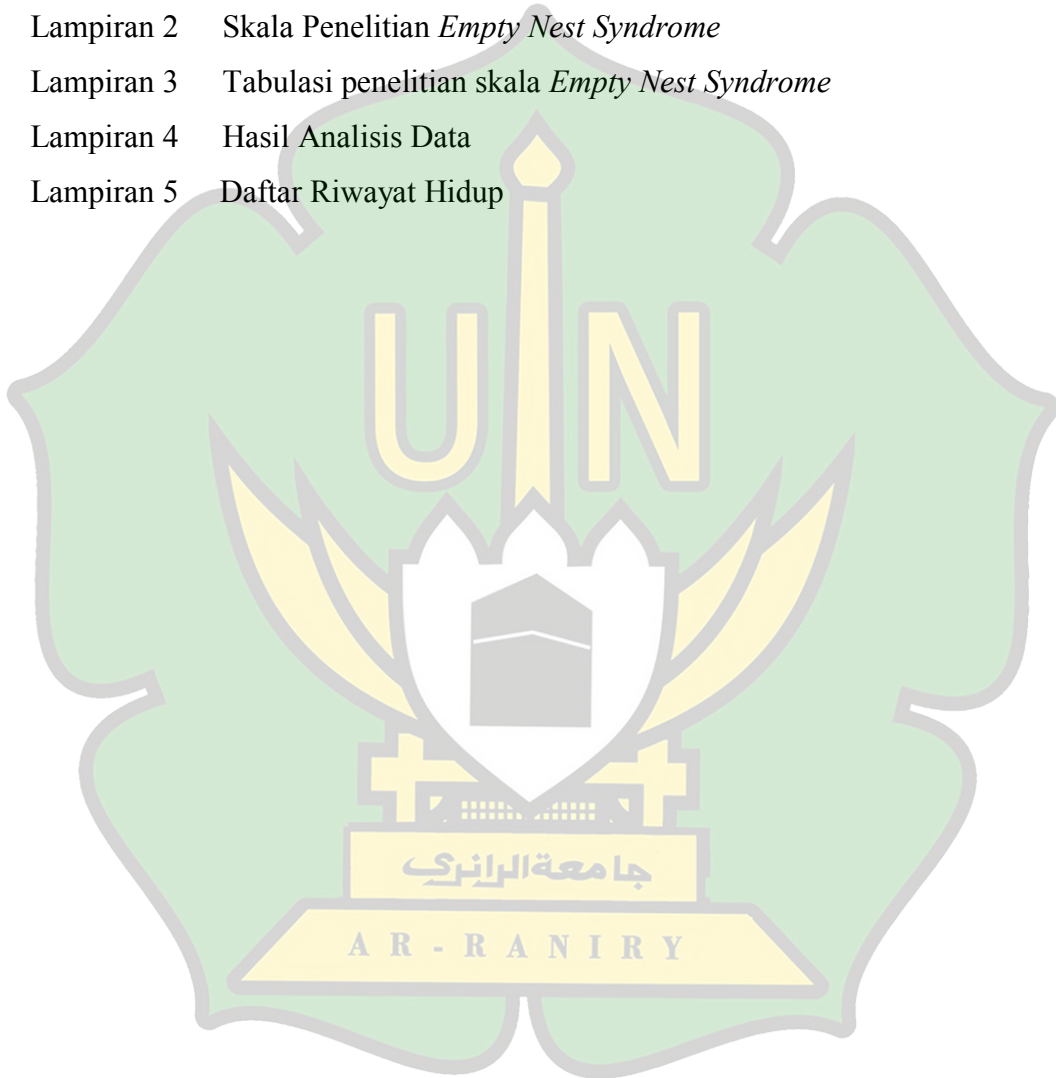 Lampiran 2 Skala Penelitian Empty Nest Syndrome
Lampiran 3 Tabulasi penelitian skala Empty Nest Syndrome
Lampiran 4 Hasil Analisis Data
Lampiran 5 Daftar Riwayat Hidup
UIN
جامعةالرانري
AR-RANIRY